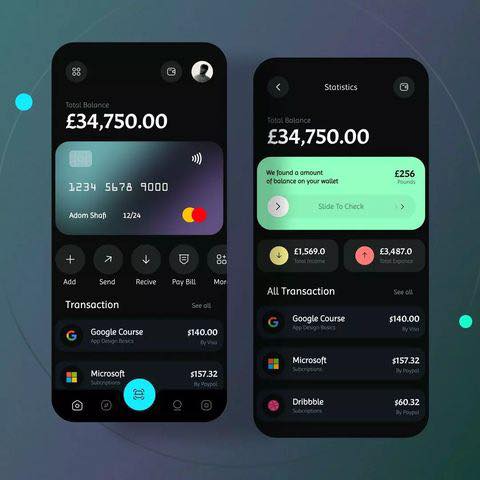 Total Balance
£34,750.00
1234 5678 9000
Adam Shafi 12/24
Add
Send
Recive
Pay Bill
Mor
Transaction
See all
Google Course
$140.00
App Design Basics
By Visa
Microsoft
$157.32
Subcriptions
By Paypol
Statistics
Total Balance
£34,750.00
We found a amount
of balance on your wallet
£256
Pounds
Slide To Check
£1,569.0
Total Income
£3,487.0
Total Expence
All Transaction
See all
Google Course
$140.00
App Design Basics
By Visa
Microsoft
$157.32
Subcriptions
By Paypol
Dribbble
$60.32
Subcriptions
By Paypol